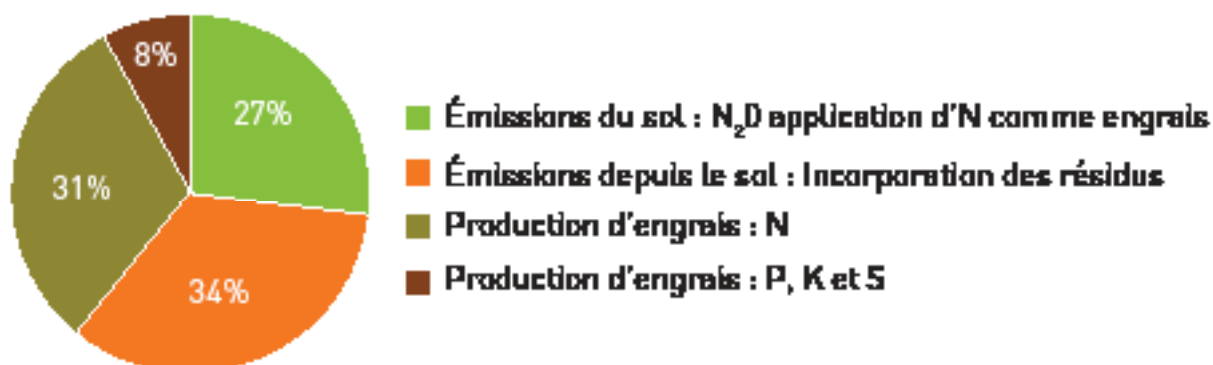 8%
27%
31%
34%
Émissions du sol : N₂O application d'N comme engrais
Émissions depuis le sol : Incorporation des résidus
Production d'engrais : N
Production d'engrais : P, K et S